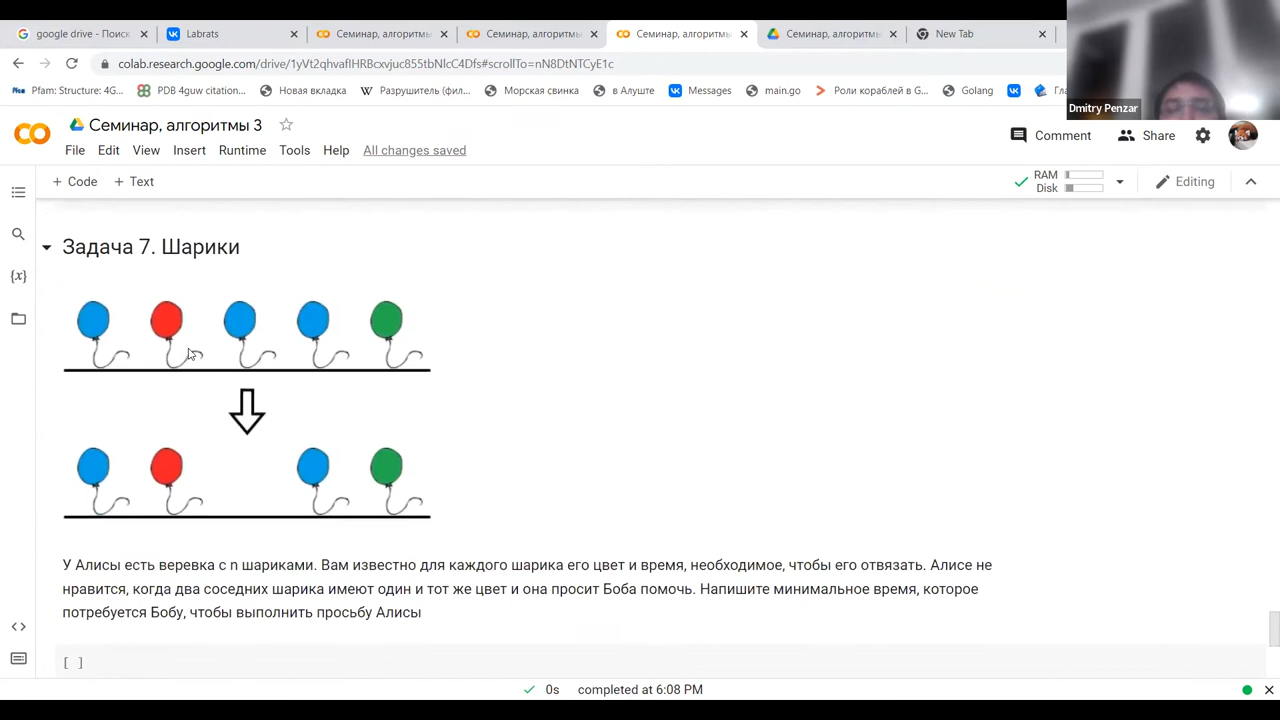 google drive - Поиск
Labrats
Семинар, алгоритмы
Семинар, алгоритмы
Семинар, алгоритмы
Семинар, алгоритмы
New Tab
colab.research.google.com/drive/1yVt2qhvaflHRBcxvjuc855tbNlcC4Dfs#scrollTo=nN8DtNTCyE1c
Pfam: Structure: 4G...
PDB 4guw citation...
Новая вкладка
Разрушитель (фил...
Морская свинка
в Алуште
Messages
main.go
Роли кораблей в G...
Golang
Dmitry Penzar
Семинар, алгоритмы 3
Comment
Share
File Edit View Insert Runtime Tools Help All changes saved
+ Code + Text
RAM
Disk
Editing
Задача 7. Шарики
У Алисы есть веревка с n шариками. Вам известно для каждого шарика его цвет и время, необходимое, чтобы его отвязать. Алисе не
нравится, когда два соседних шарика имеют один и тот же цвет и она просит Боба помочь. Напишите минимальное время, которое
потребуется Бобу, чтобы выполнить просьбу Алисы
[ ]
0s completed at 6:08 PM